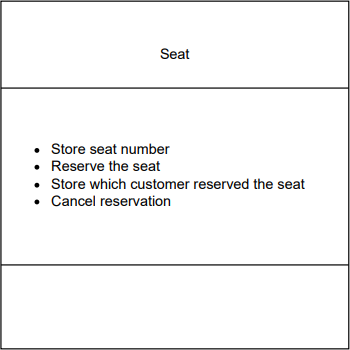 Seat
• Store seat number
• Reserve the seat
• Store which customer reserved the seat
• Cancel reservation